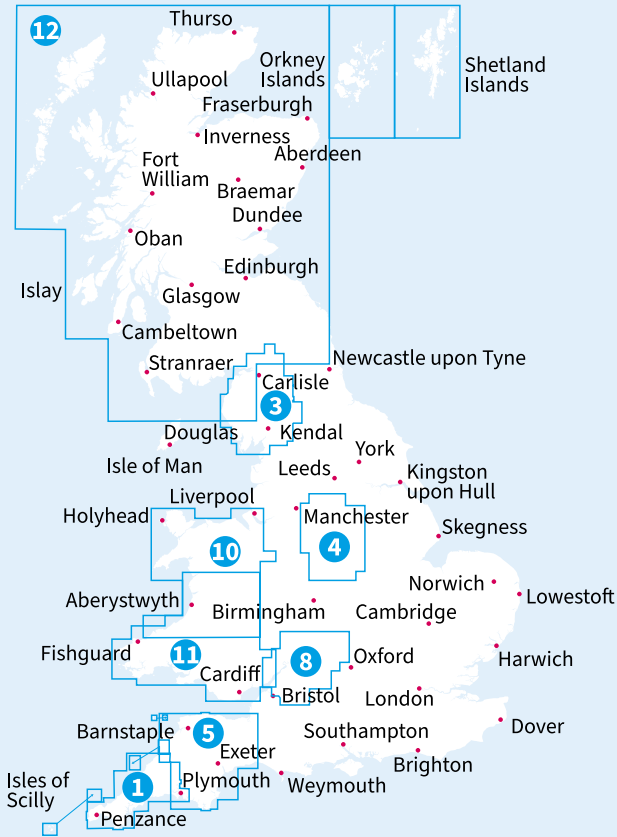 12
Thurso
Orkney
Islands
Shetland
Islands
Ullapool
Fraserburgh
Inverness
Aberdeen
Fort
William
Braemar
Dundee
Oban
Edinburgh
Islay
Glasgow
Cambeltown
Stranraer
Newcastle upon Tyne
Carlisle
3
Douglas
Kendal
Isle of Man
York
Leeds
Kingston
upon Hull
Liverpool
Holyhead
Manchester
Skegness
10
4
Norwich
Lowestoft
Aberystwyth
Birmingham
Cambridge
Fishguard
11
8
Oxford
Harwich
Cardiff
Bristol
London
Barnstaple
5
Southampton
Dover
Exeter
Brighton
Isles of
Scilly
1
Plymouth
Weymouth
Penzance